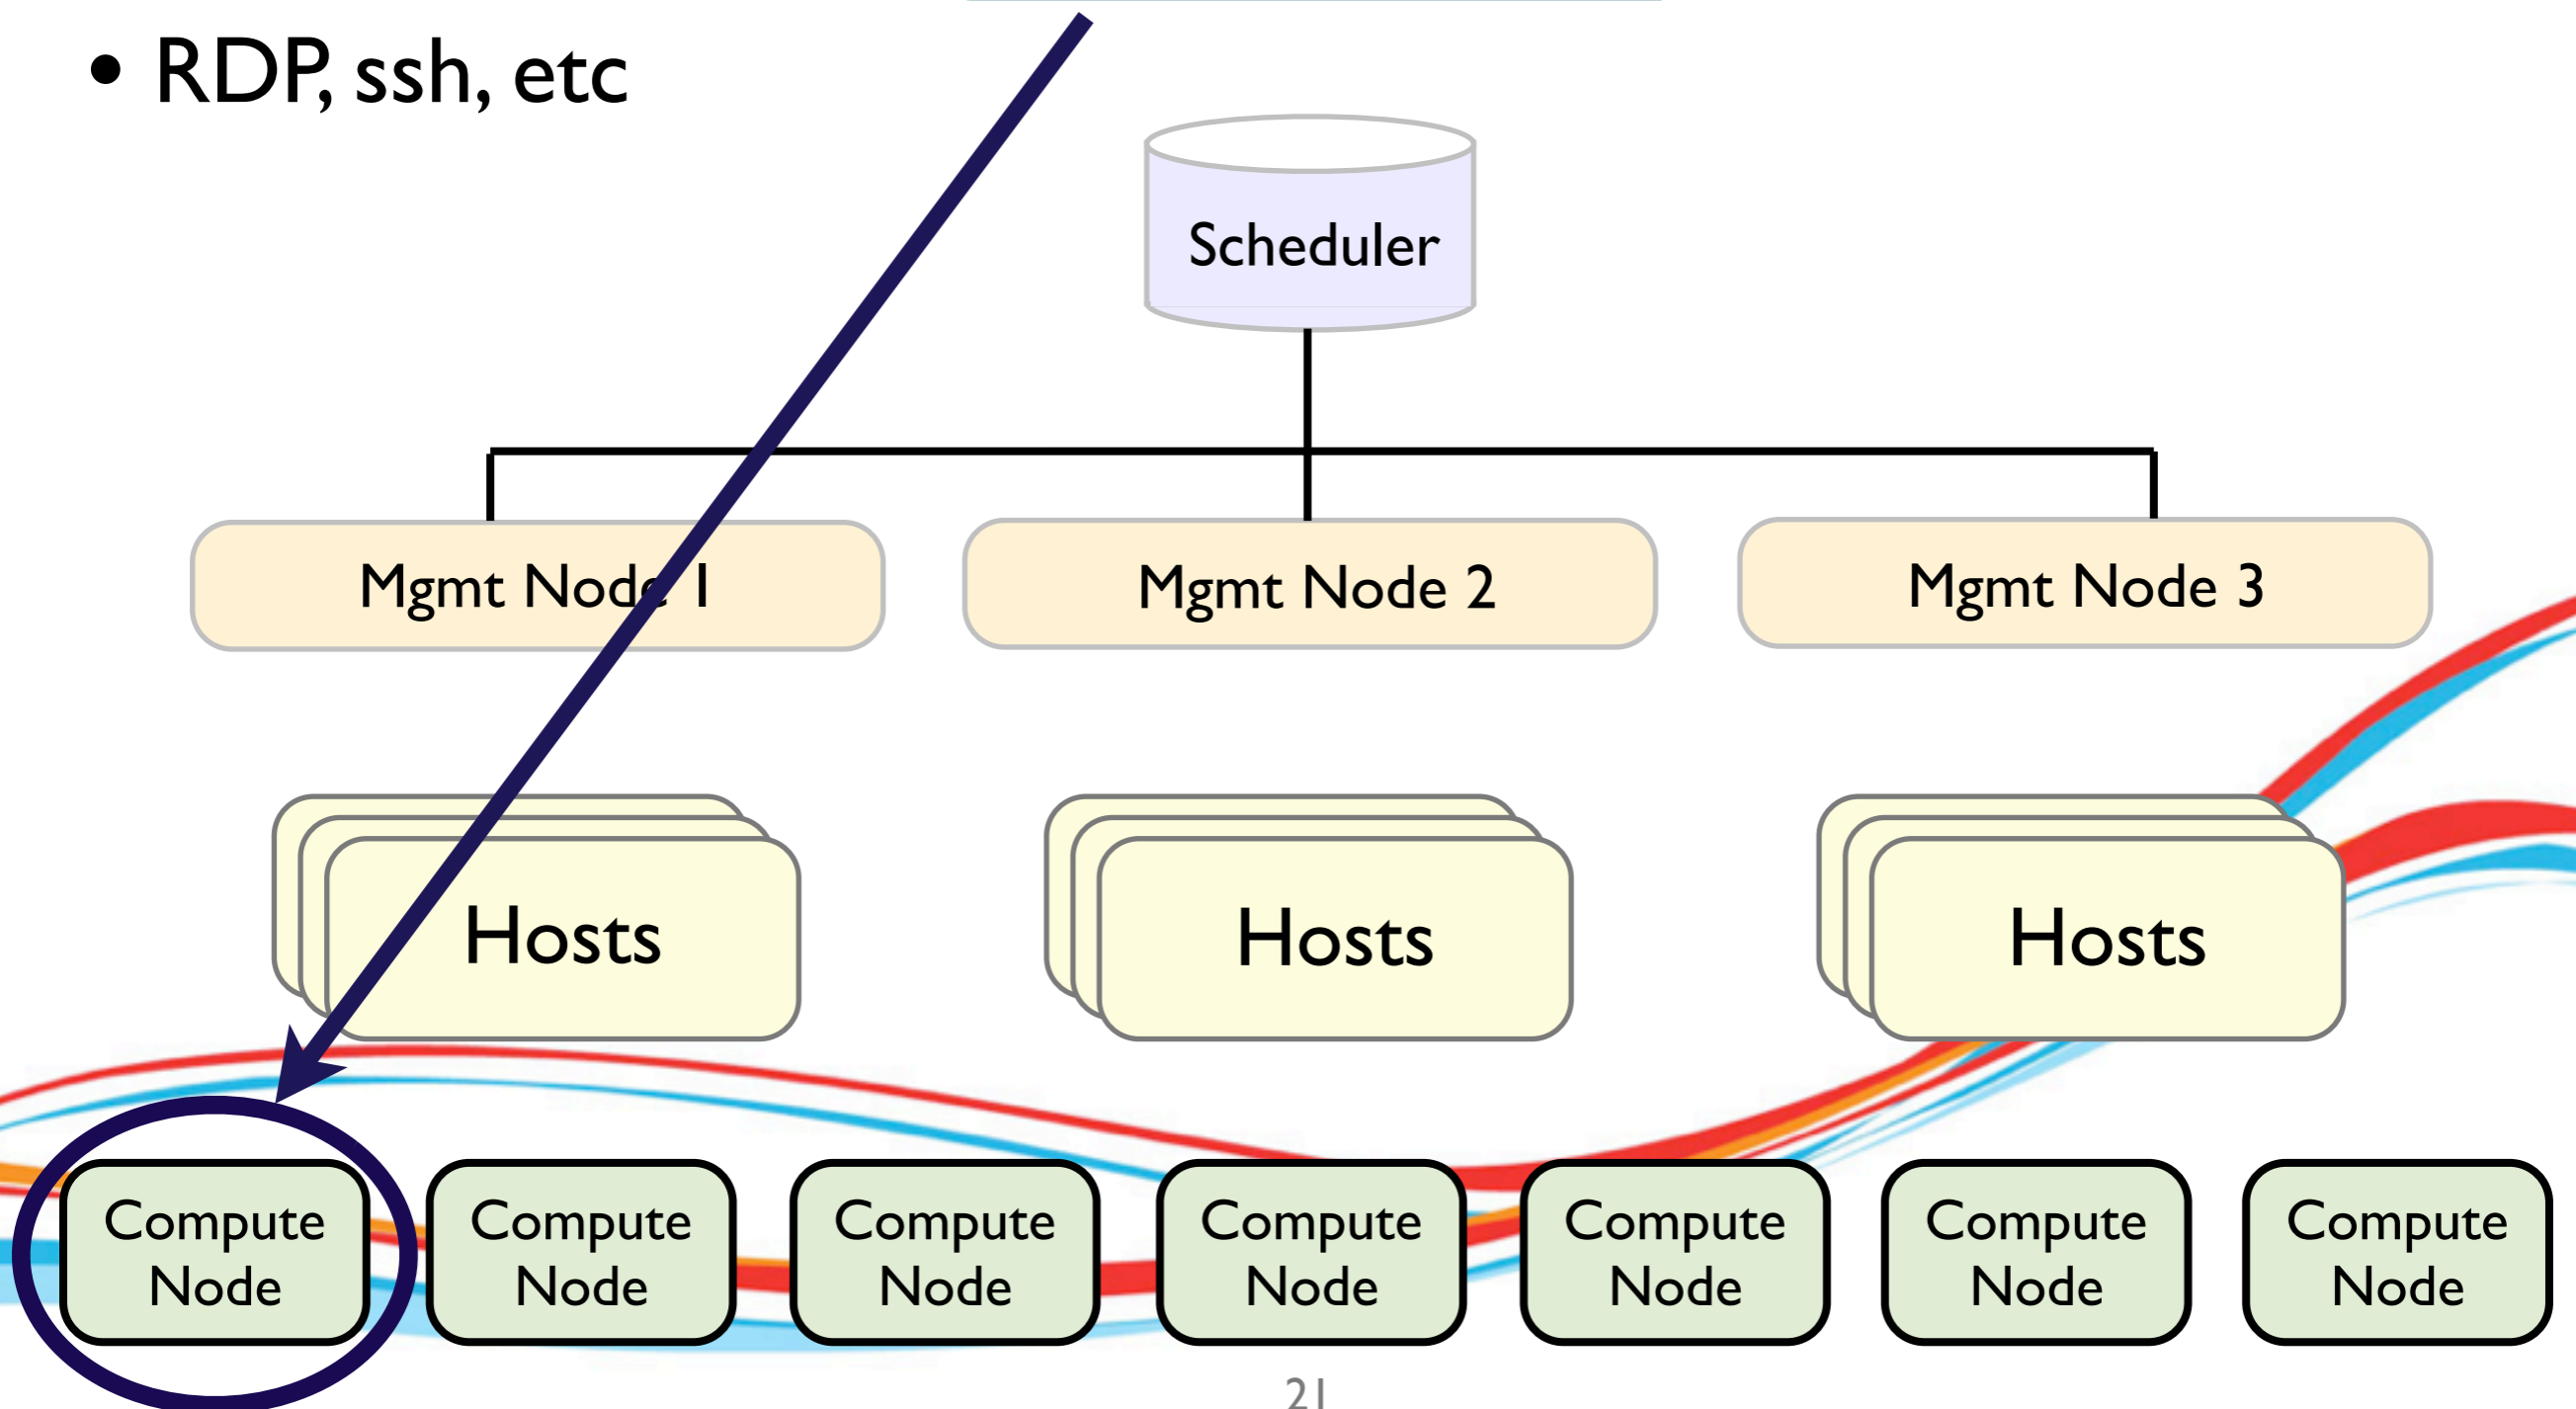 • RDP, ssh, etc
Scheduler
Mgmt Node 1
Mgmt Node 2
Mgmt Node 3
Hosts
Hosts
Hosts
Compute
Node
Compute
Node
Compute
Node
Compute
Node
Compute
Node
Compute
Node
Compute
Node
21